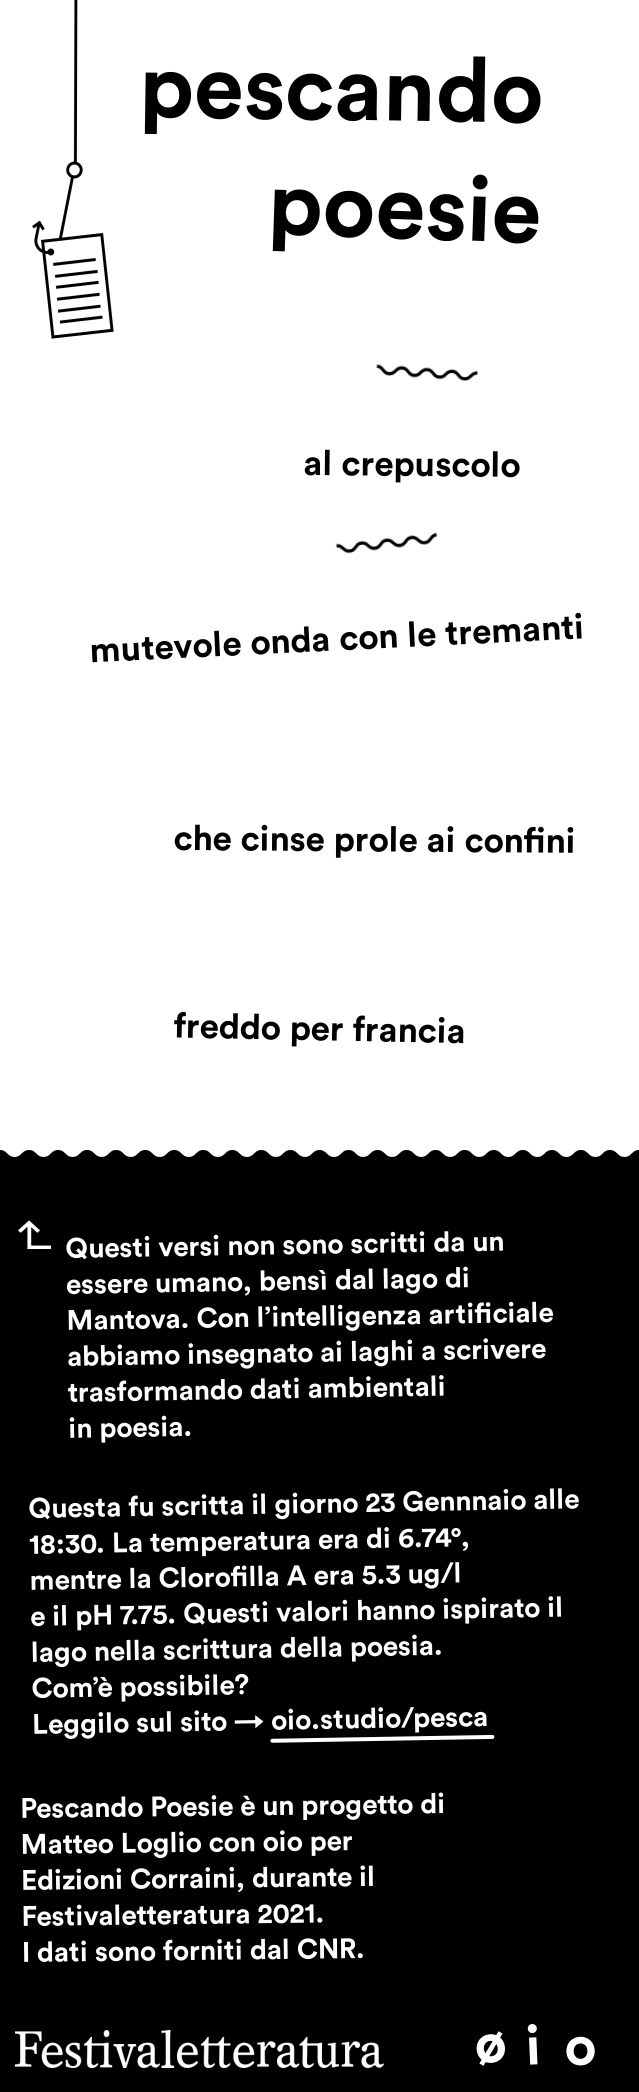 pescando
poesie
al crepuscolo
mutevole onda con le tremanti
che cinse prole ai confini
freddo per francia
Questi versi non sono scritti da un
essere umano, bensì dal lago di
Mantova. Con l’intelligenza artificiale
abbiamo insegnato ai laghi a scrivere
trasformando dati ambientali
in poesia.
Questa fu scritta il giorno 23 Gennnaio alle
18:30. La temperatura era di 6.74°,
mentre la Clorofilla A era 5.3 ug/l
e il pH 7.75. Questi valori hanno ispirato il
lago nella scrittura della poesia.
Com’è possibile?
Leggilo sul sito → oio.studio/pesca
Pescando Poesie è un progetto di
Matteo Loglio con oio per
Edizioni Corraini, durante il
Festivaletteratura 2021.
I dati sono forniti dal CNR.
Festivaletteratura ø i o